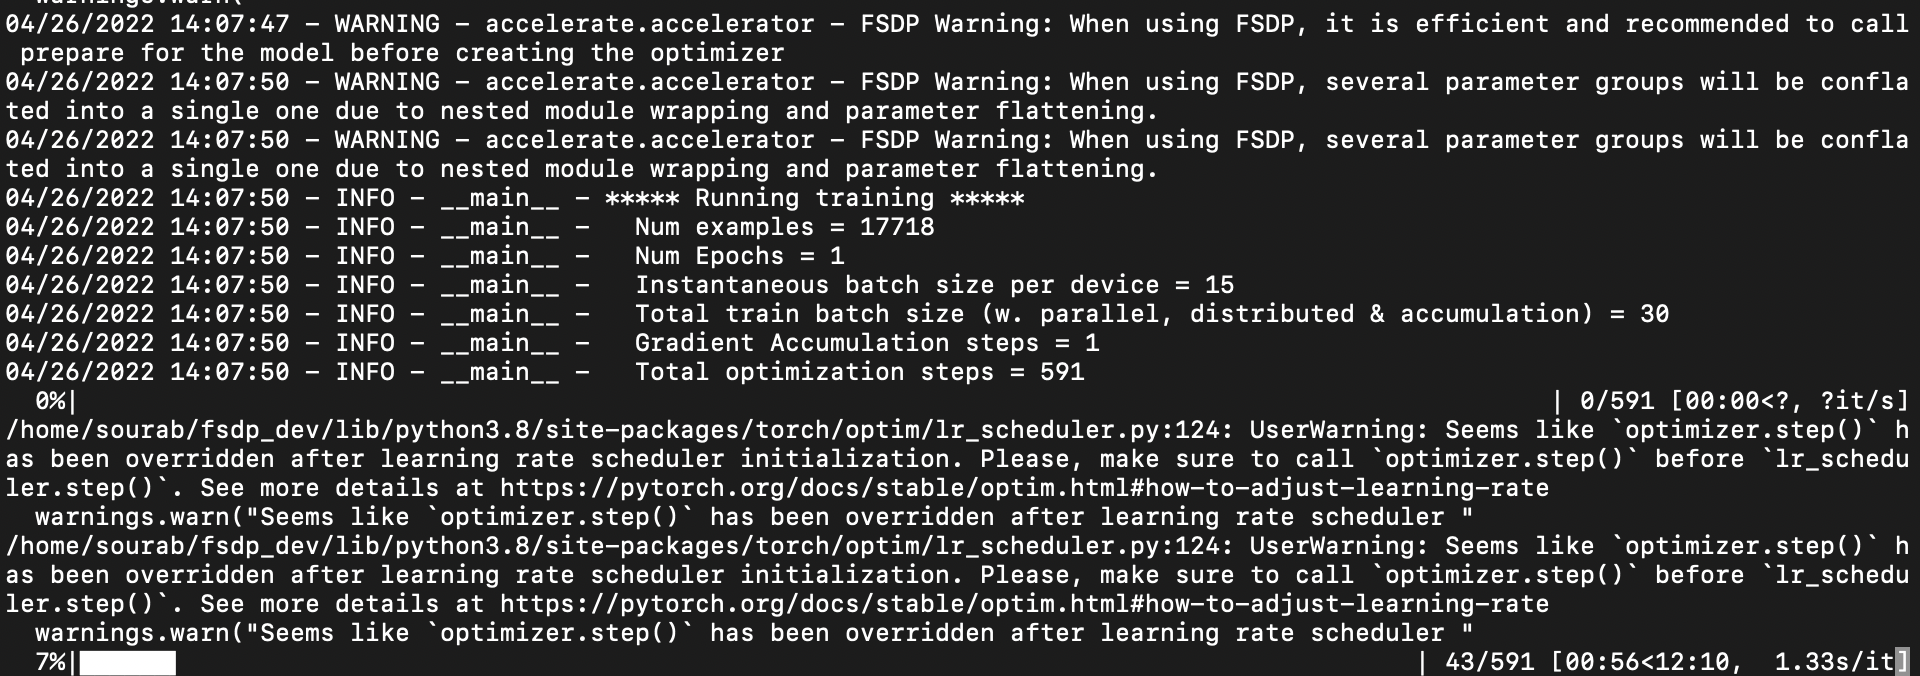 warnings.warn(
04/26/2022 14:07:47 - WARNING - accelerate.accelerator - FSDP Warning: When using FSDP, it is efficient and recommended to call
 prepare for the model before creating the optimizer
04/26/2022 14:07:50 - WARNING - accelerate.accelerator - FSDP Warning: When using FSDP, several parameter groups will be confla
ted into a single one due to nested module wrapping and parameter flattening.
04/26/2022 14:07:50 - WARNING - accelerate.accelerator - FSDP Warning: When using FSDP, several parameter groups will be confla
ted into a single one due to nested module wrapping and parameter flattening.
04/26/2022 14:07:50 - INFO - __main__ - ***** Running training *****
04/26/2022 14:07:50 - INFO - __main__ -   Num examples = 17718
04/26/2022 14:07:50 - INFO - __main__ -   Num Epochs = 1
04/26/2022 14:07:50 - INFO - __main__ -   Instantaneous batch size per device = 15
04/26/2022 14:07:50 - INFO - __main__ -   Total train batch size (w. parallel, distributed & accumulation) = 30
04/26/2022 14:07:50 - INFO - __main__ -   Gradient Accumulation steps = 1
04/26/2022 14:07:50 - INFO - __main__ -   Total optimization steps = 591
  0%| | 0/591 [00:00<?, ?it/s]
/home/sourab/fsdp_dev/lib/python3.8/site-packages/torch/optim/lr_scheduler.py:124: UserWarning: Seems like `optimizer.step()` h
as been overridden after learning rate scheduler initialization. Please, make sure to call `optimizer.step()` before `lr_schedu
ler.step()`. See more details at https://pytorch.org/docs/stable/optim.html#how-to-adjust-learning-rate
  warnings.warn("Seems like `optimizer.step()` has been overridden after learning rate scheduler "
/home/sourab/fsdp_dev/lib/python3.8/site-packages/torch/optim/lr_scheduler.py:124: UserWarning: Seems like `optimizer.step()` h
as been overridden after learning rate scheduler initialization. Please, make sure to call `optimizer.step()` before `lr_schedu
ler.step()`. See more details at https://pytorch.org/docs/stable/optim.html#how-to-adjust-learning-rate
  warnings.warn("Seems like `optimizer.step()` has been overridden after learning rate scheduler "
  7%| | 43/591 [00:56<12:10,  1.33s/it]